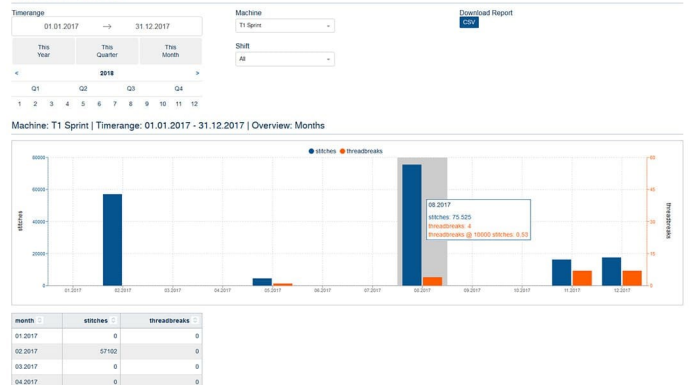 Timerange
Machine
Download Report
01.01.2017 → 31.12.2017
T1 Sprint
CSV
This Year
This Quarter
This Month
Shift
All
« 2018 »
Q1 Q2 Q3 Q4
1 2 3 4 5 6 7 8 9 10 11 12
Machine: T1 Sprint | Timerange: 01.01.2017 - 31.12.2017 | Overview: Months
stitches threadbreaks
80000
60000
40000
20000
0
stitches
60
45
30
15
0
threadbreaks
08.2017
stitches: 75.525
threadbreaks: 4
threadbreaks @ 10000 stitches: 0,53
01.2017 02.2017 03.2017 04.2017 05.2017 06.2017 07.2017 08.2017 09.2017 10.2017 11.2017 12.2017
month stitches threadbreaks
01.2017 0 0
02.2017 57102 0
03.2017 0 0
04.2017 0 0